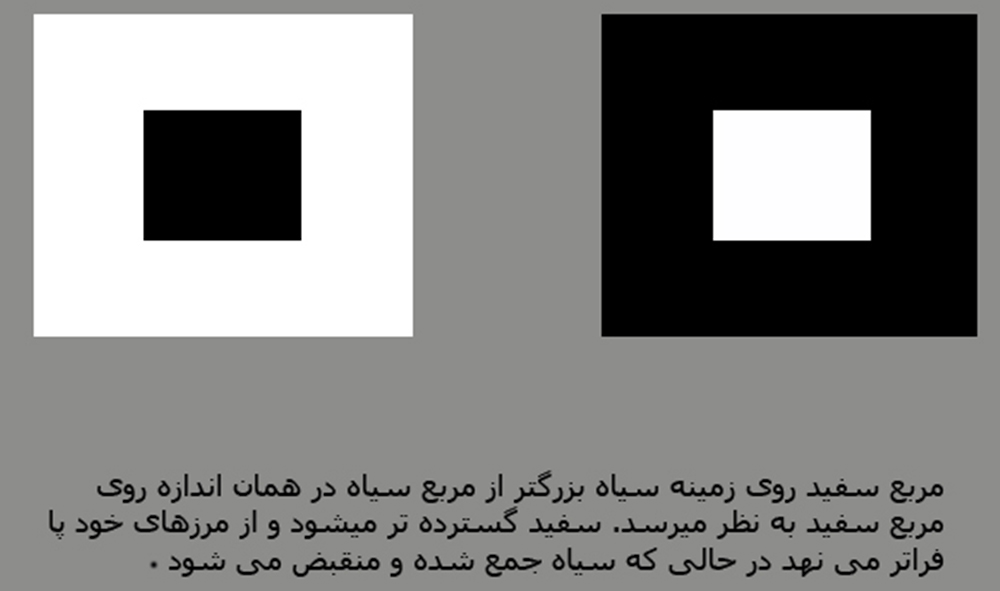 مربع سفید روی زمینه سیاه بزرگتر از مربع سیاه در همان اندازه روی
مربع سفید به نظر میرسد. سفید گسترده تر میشود و از مرزهای خود پا
فراتر می نهد در حالی که سیاه جمع شده و منقبض می شود .